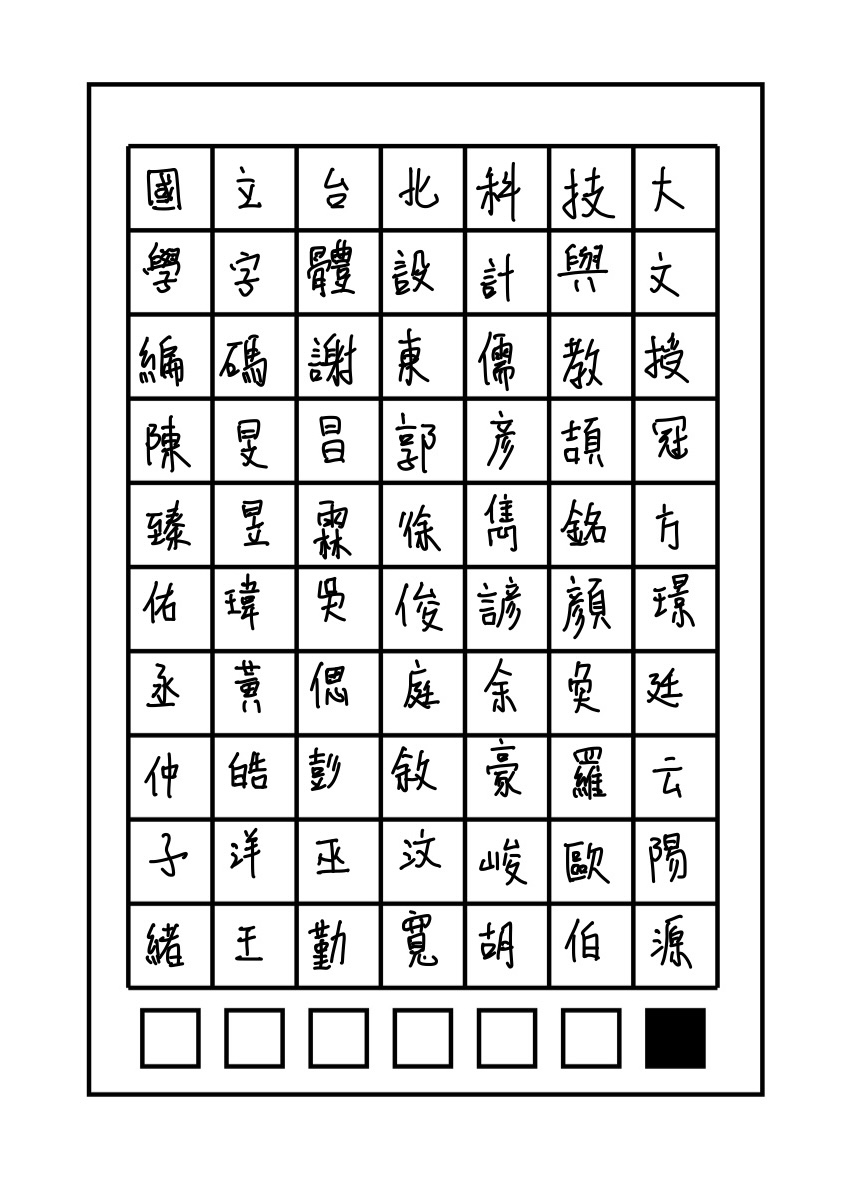 國立台北科技大
學字體設計與文
編碼謝東儒教授
陳旻昌郭彥頡冠
臻昱霖徐雋銘方
佑瑋吳俊諺顏璟
丞黃偲庭余奐廷
仲皓彭敘豪羅云
子洋巫汶峻歐陽
緒王勤寬胡伯源